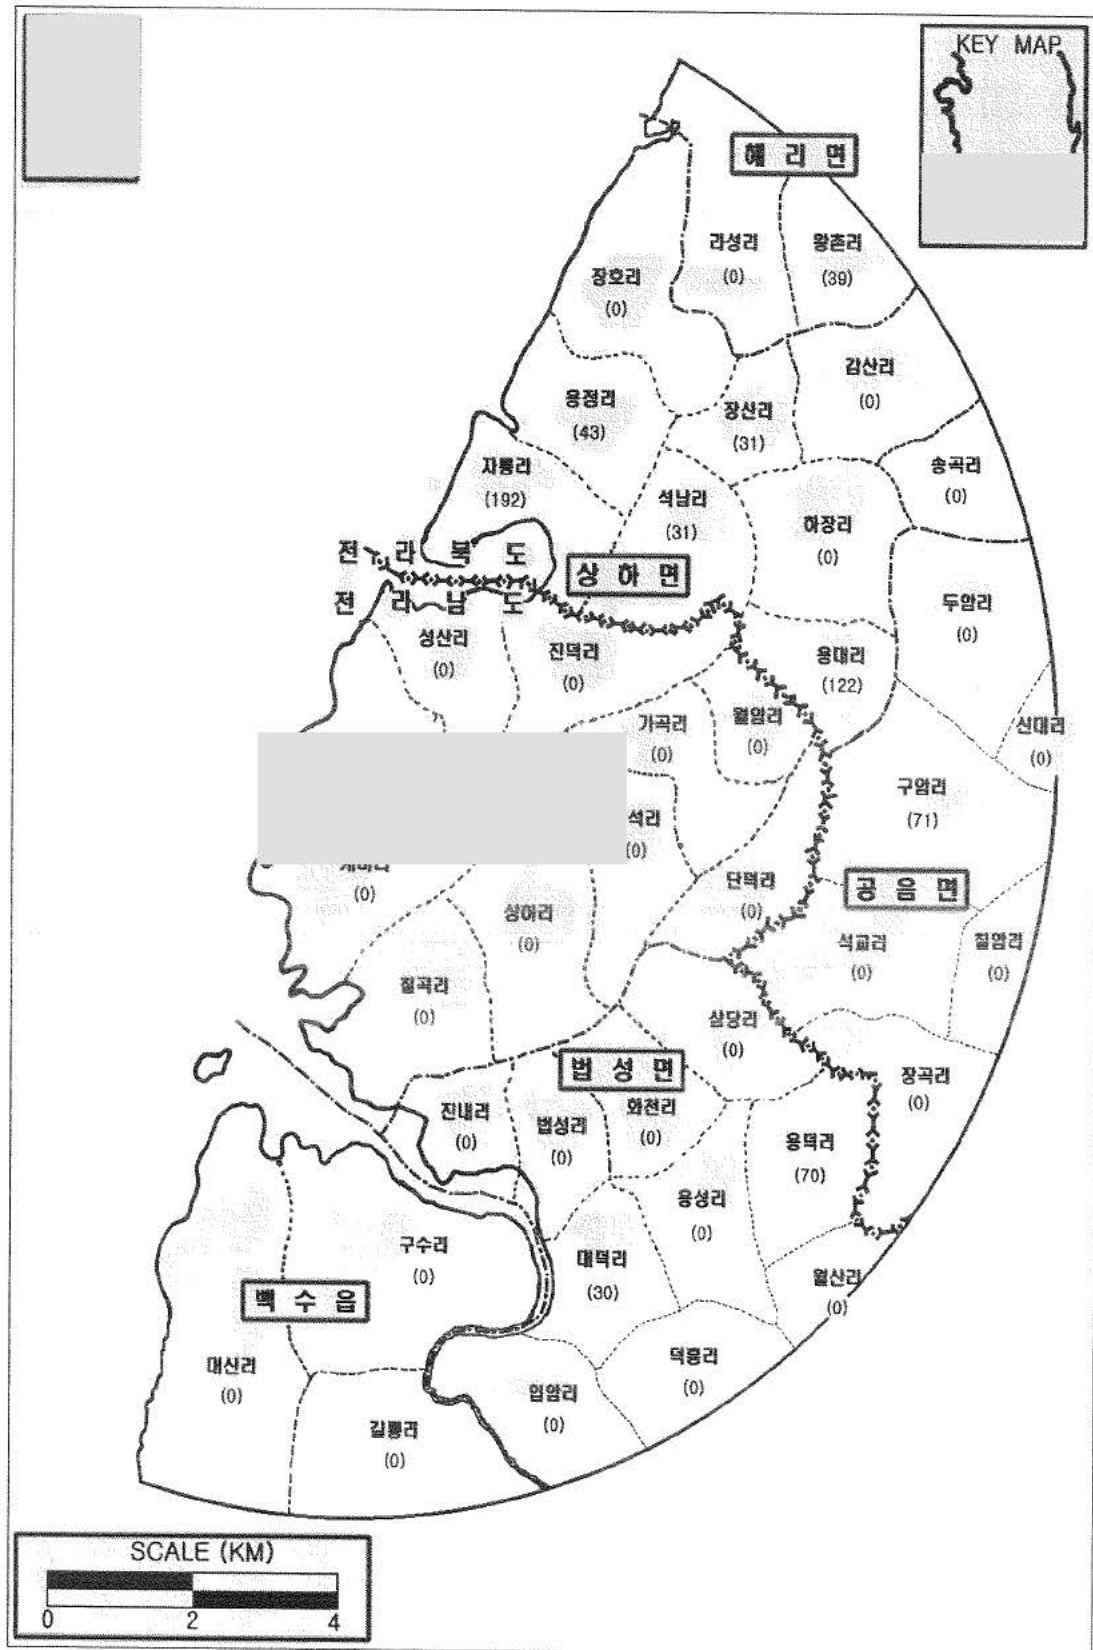 KEY MAP
해 리 면
라성리
(0)
왕촌리
(39)
장호리
(0)
감산리
(0)
용정리
(43)
장산리
(31)
송곡리
(0)
자룡리
(192)
석남리
(31)
하장리
(0)
전 라 북 도
상 하 면
전 라 남 도
두암리
(0)
성산리
(0)
진덕리
(0)
용대리
(122)
가곡리
(0)
월암리
(0)
신대리
(0)
구암리
(71)
석리
(0)
(0)
단덕리
(0)
공 음 면
상하리
(0)
석교리
(0)
칠암리
(0)
칠곡리
(0)
삼당리
(0)
법 성 면
장곡리
(0)
진내리
(0)
법성리
(0)
화천리
(0)
용덕리
(70)
용성리
(0)
구수리
(0)
대덕리
(30)
월산리
(0)
백 수 읍
대신리
(0)
덕흥리
(0)
입암리
(0)
길룡리
(0)
SCALE (KM)
0 2 4